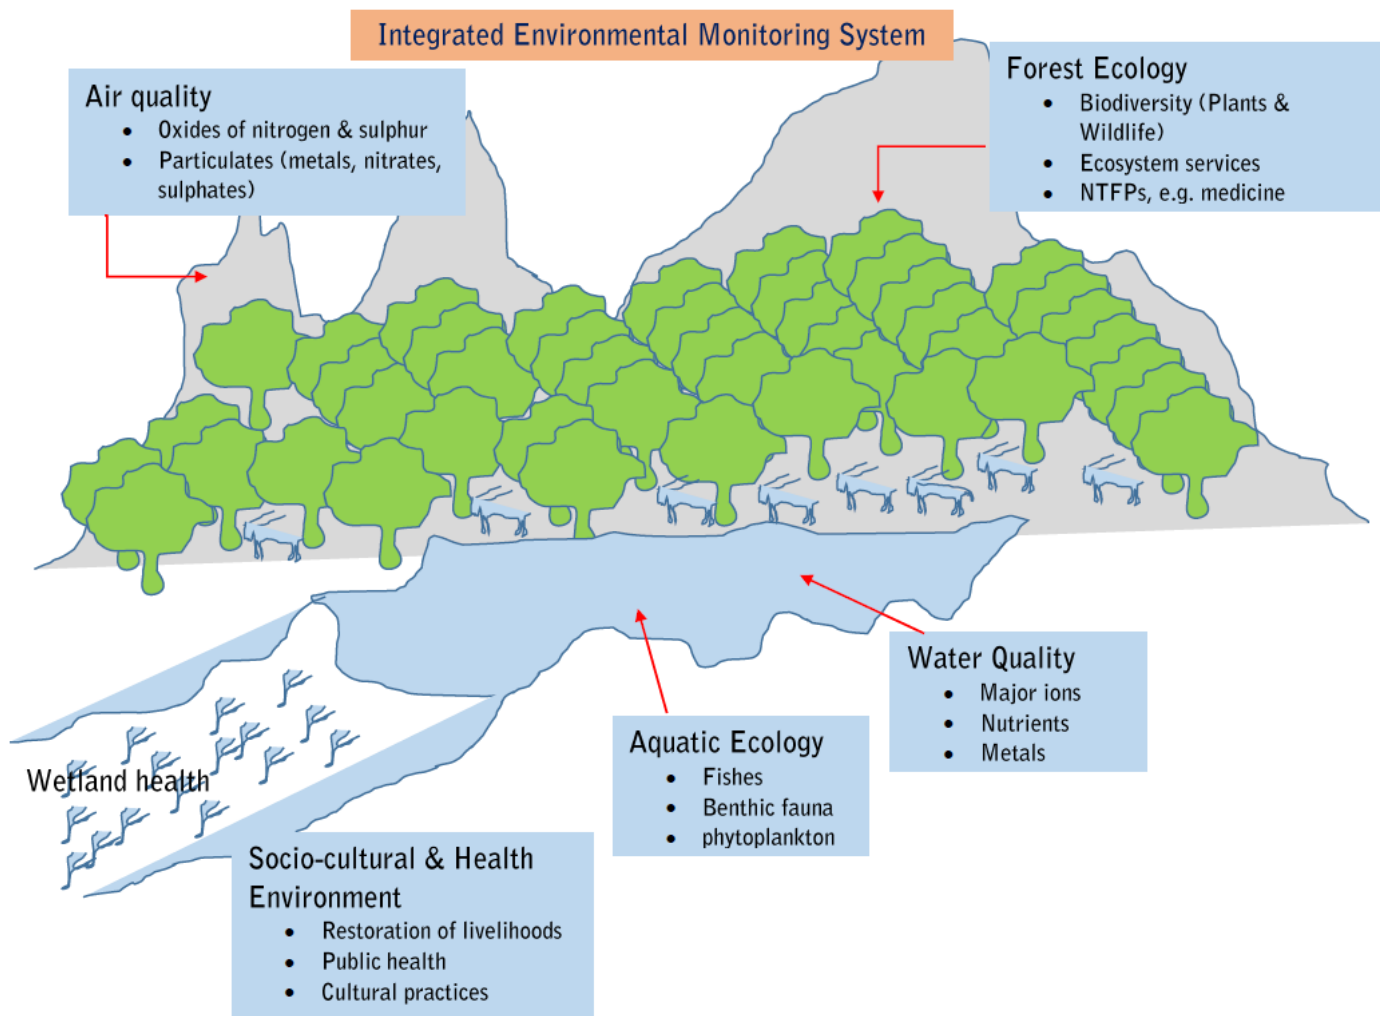 Integrated Environmental Monitoring System
Air quality
• Oxides of nitrogen & sulphur
• Particulates (metals, nitrates,
sulphates)
Forest Ecology
• Biodiversity (Plants &
Wildlife)
• Ecosystem services
• NTFPs, e.g. medicine
Water Quality
• Major ions
• Nutrients
• Metals
Aquatic Ecology
• Fishes
• Benthic fauna
• phytoplankton
Wetland health
Socio-cultural & Health
Environment
• Restoration of livelihoods
• Public health
• Cultural practices